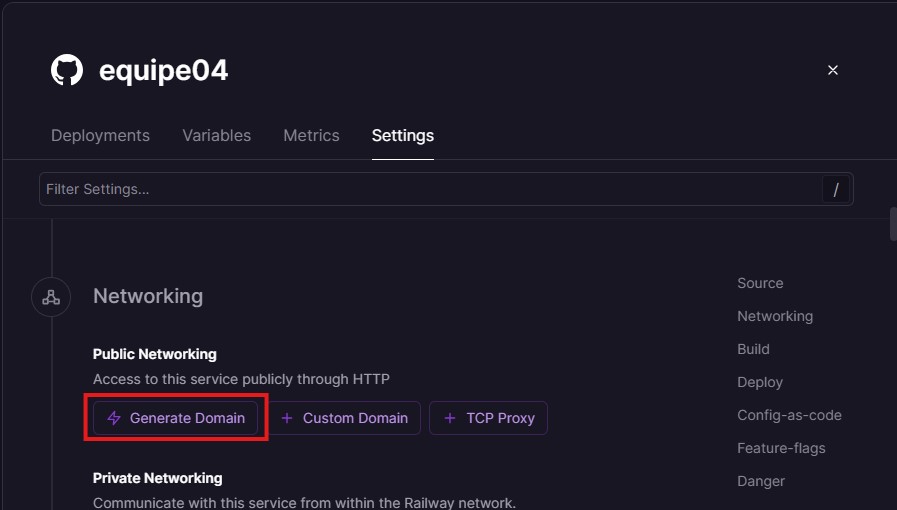 equipe04
Deployments Variables Metrics Settings
Filter Settings... /
Networking
Public Networking
Access to this service publicly through HTTP
Generate Domain + Custom Domain + TCP Proxy
Private Networking
Communicate with this service from within the Railway network.
Source
Networking
Build
Deploy
Config-as-code
Feature-flags
Danger